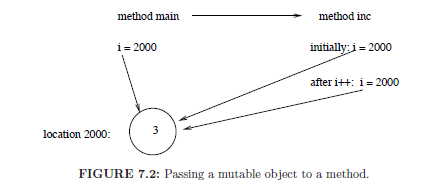 method main method inc
i = 2000 initially: i = 2000
after i++: i = 2000
location 2000: 3
FIGURE 7.2: Passing a mutable object to a method.